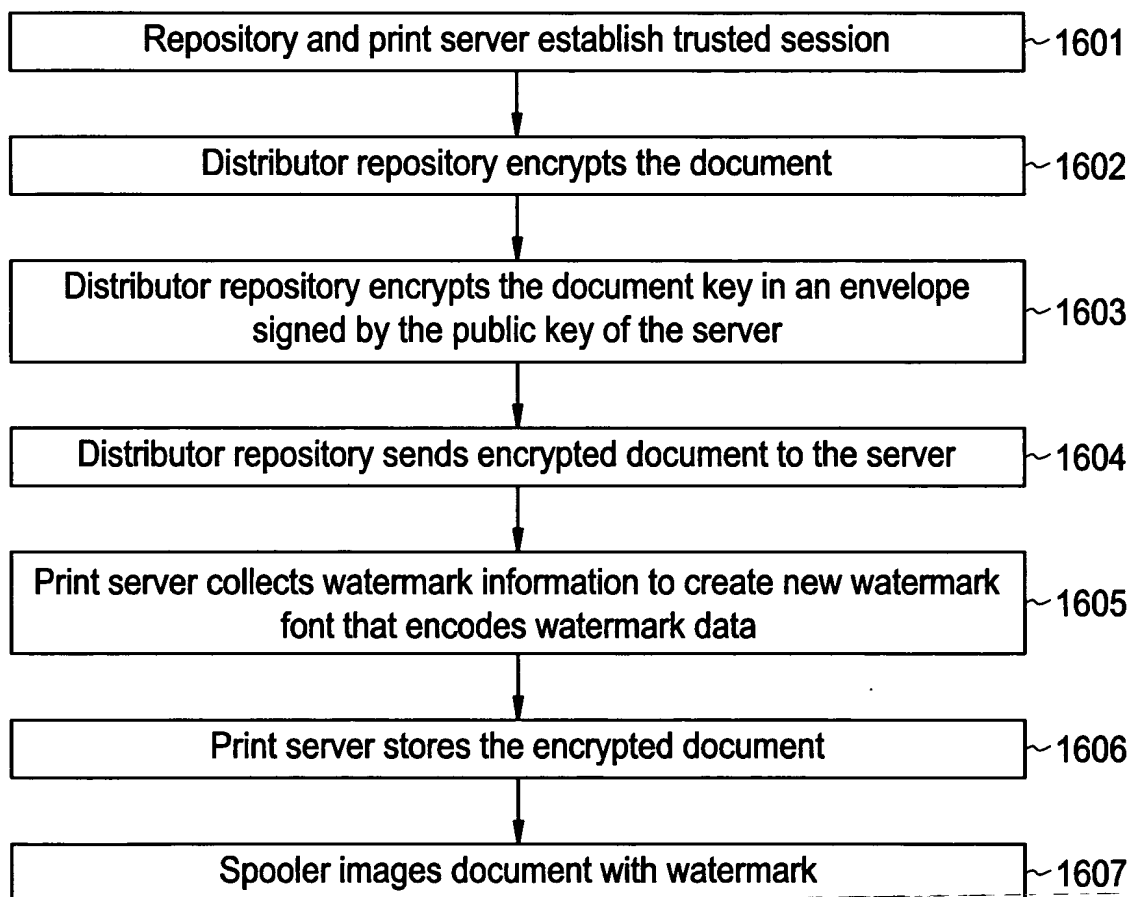 Repository and print server establish trusted session
1601
Distributor repository encrypts the document
1602
Distributor repository encrypts the document key in an envelope
signed by the public key of the server
1603
Distributor repository sends encrypted document to the server
1604
Print server collects watermark information to create new watermark
font that encodes watermark data
1605
Print server stores the encrypted document
1606
Spooler images document with watermark
1607